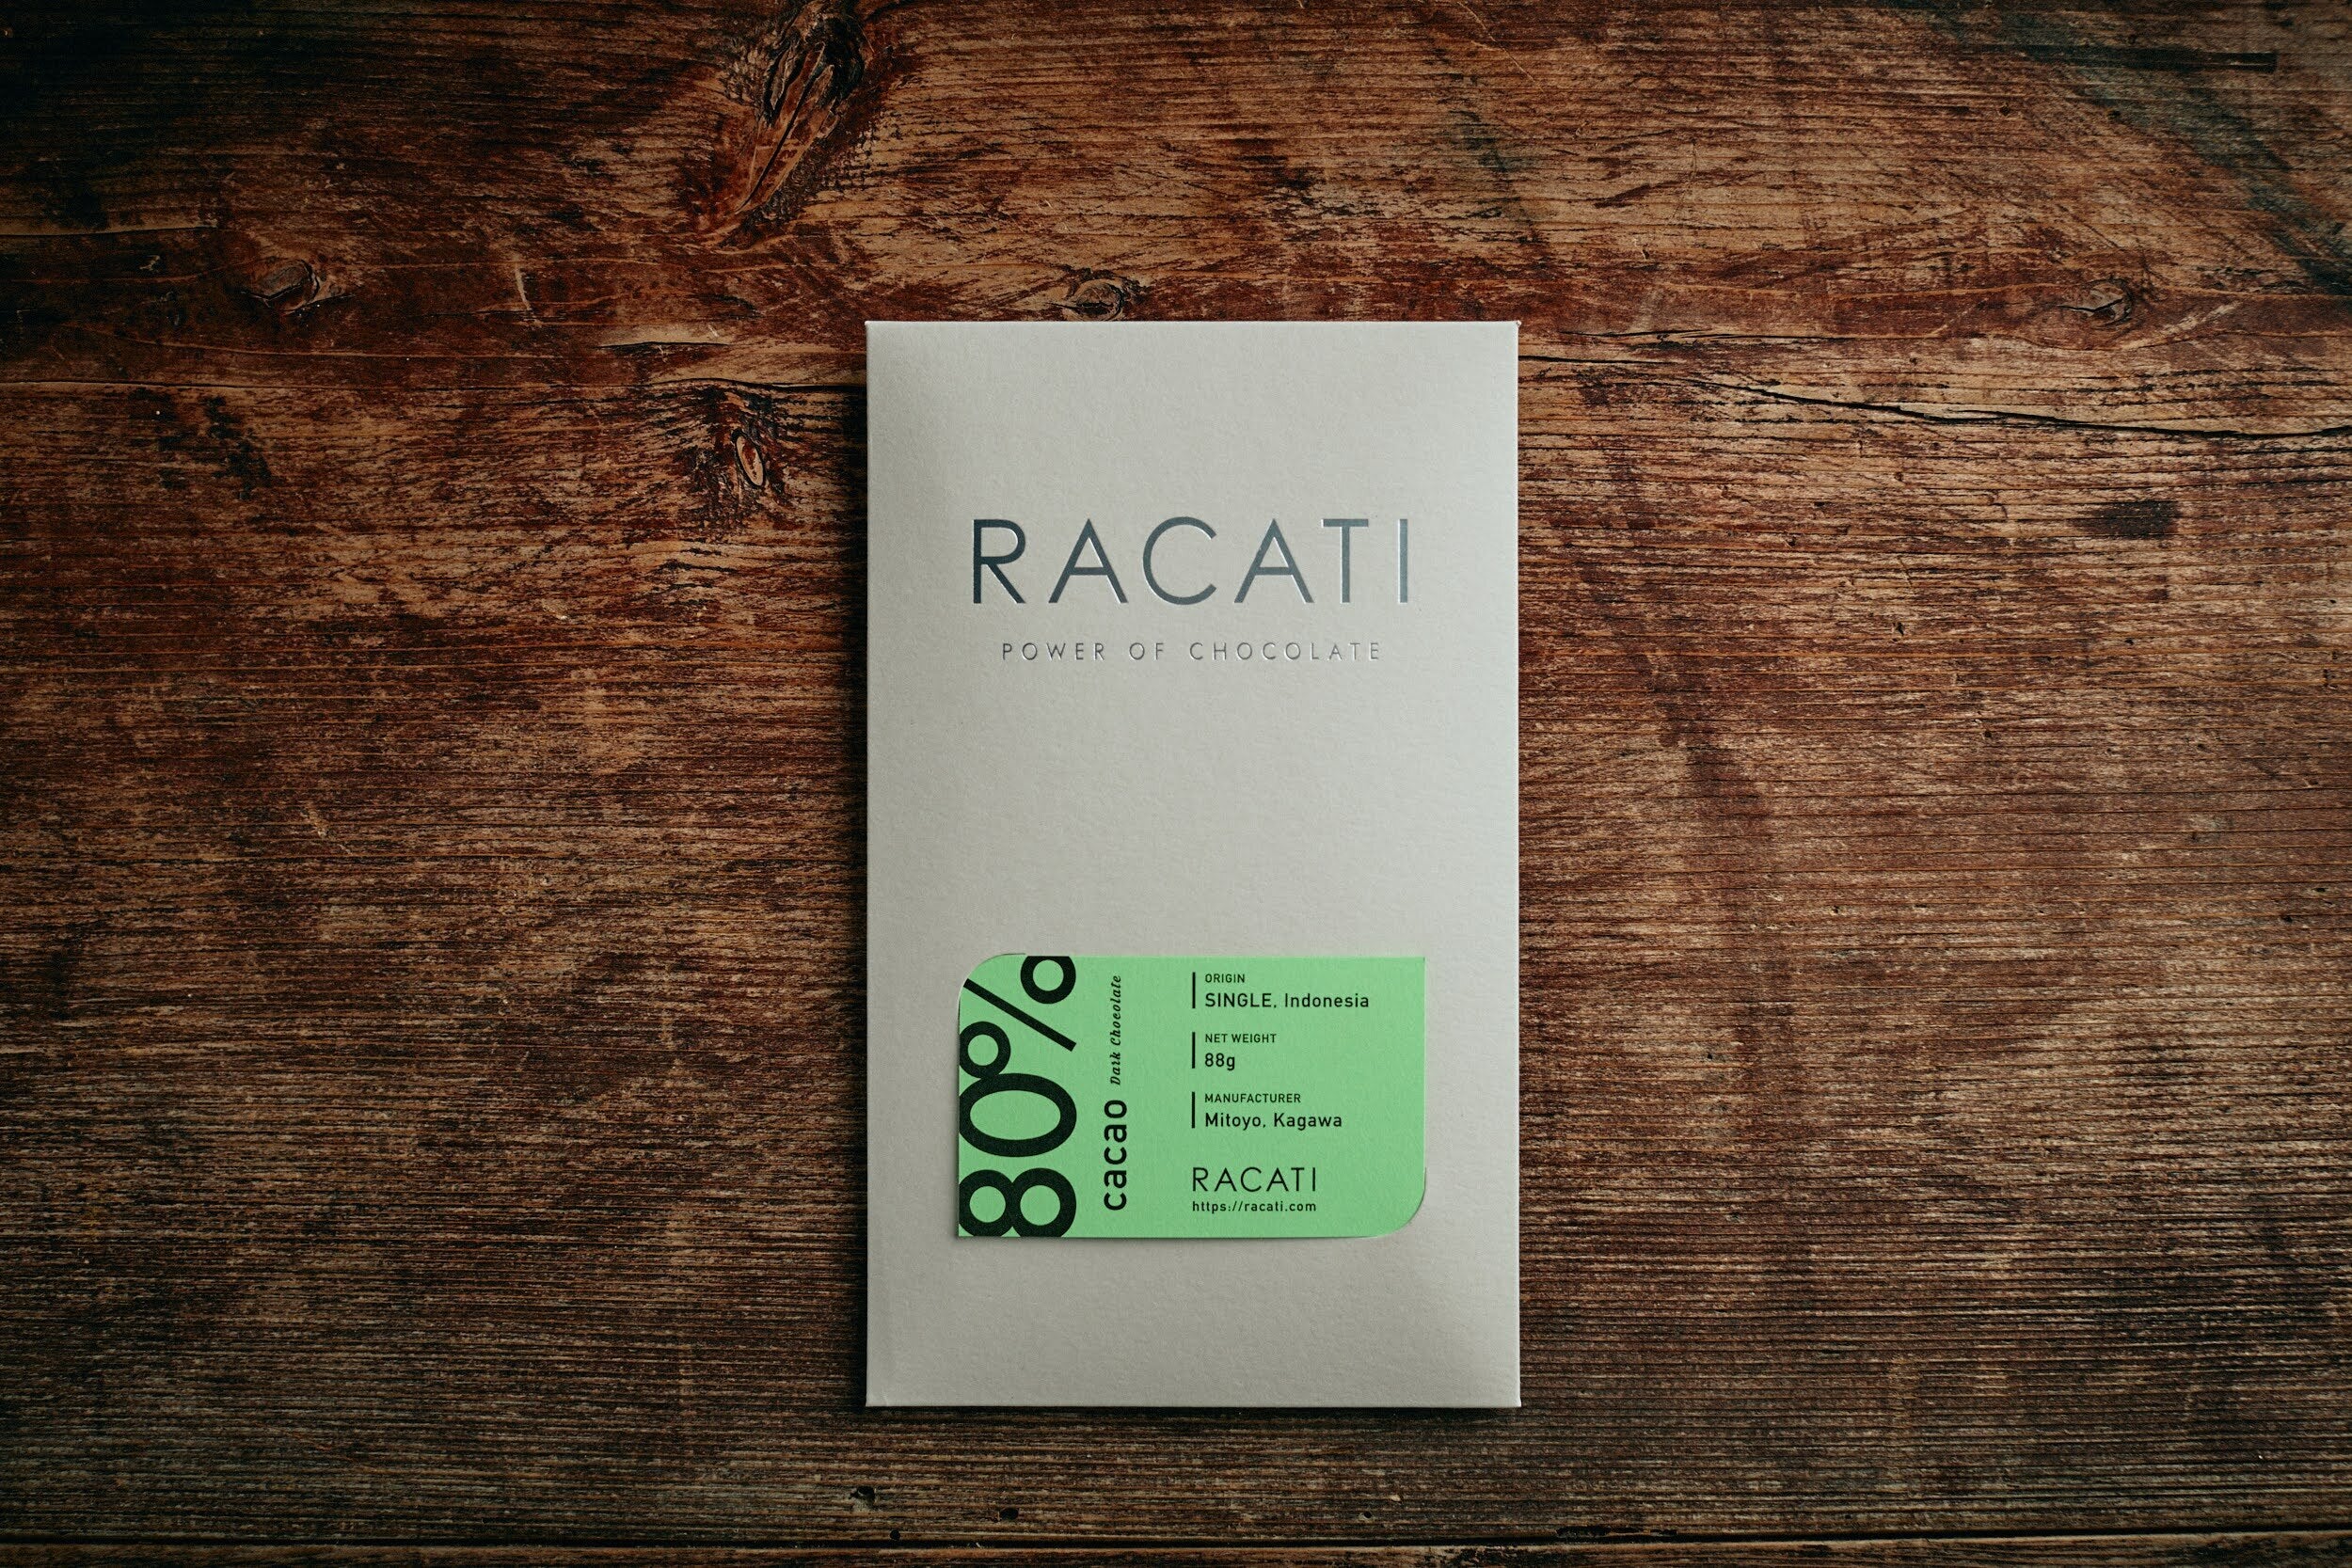 RACATI
POWER OF CHOCOLATE
80%
cacao Dark Chocolate
ORIGIN
SINGLE, Indonesia
NET WEIGHT
88g
MANUFACTURER
Mitoyo, Kagawa
RACATI
https://racati.com